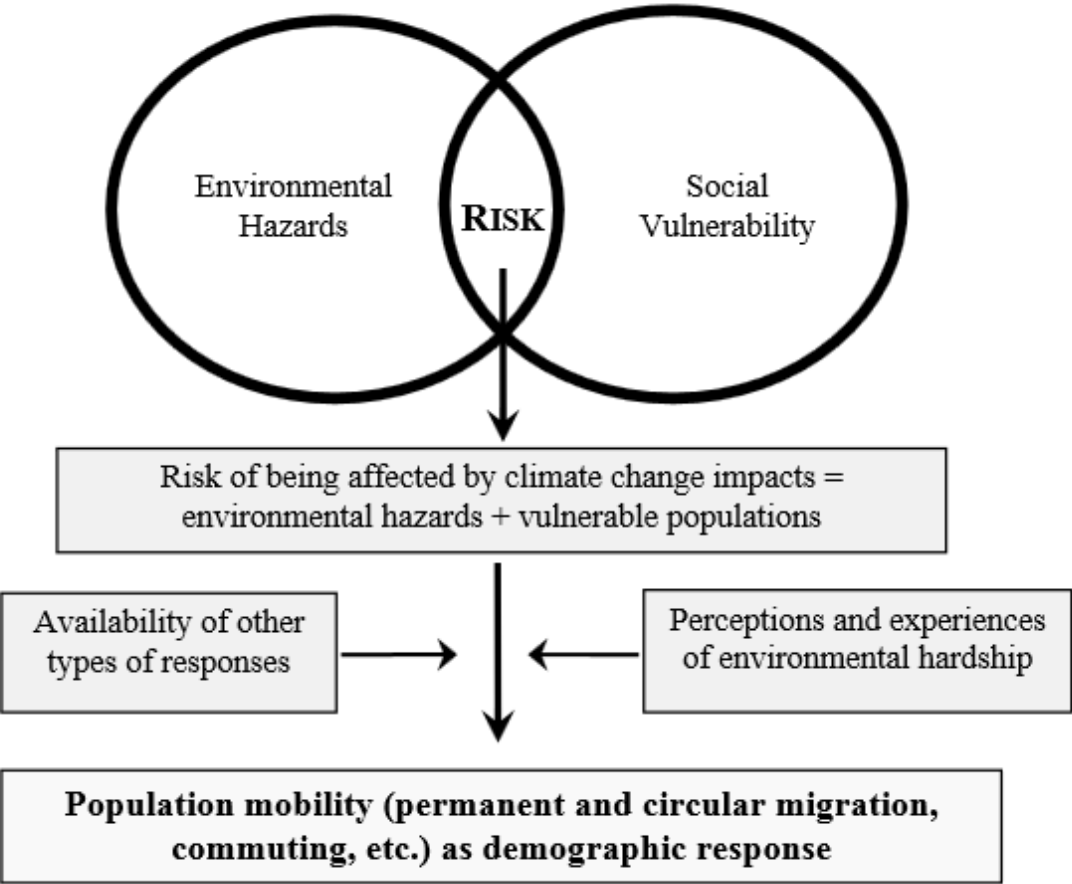 Environmental
Hazards
RISK
Social
Vulnerability
Risk of being affected by climate change impacts =
environmental hazards + vulnerable populations
Availability of other
types of responses
Perceptions and experiences
of environmental hardship
Population mobility (permanent and circular migration,
commuting, etc.) as demographic response